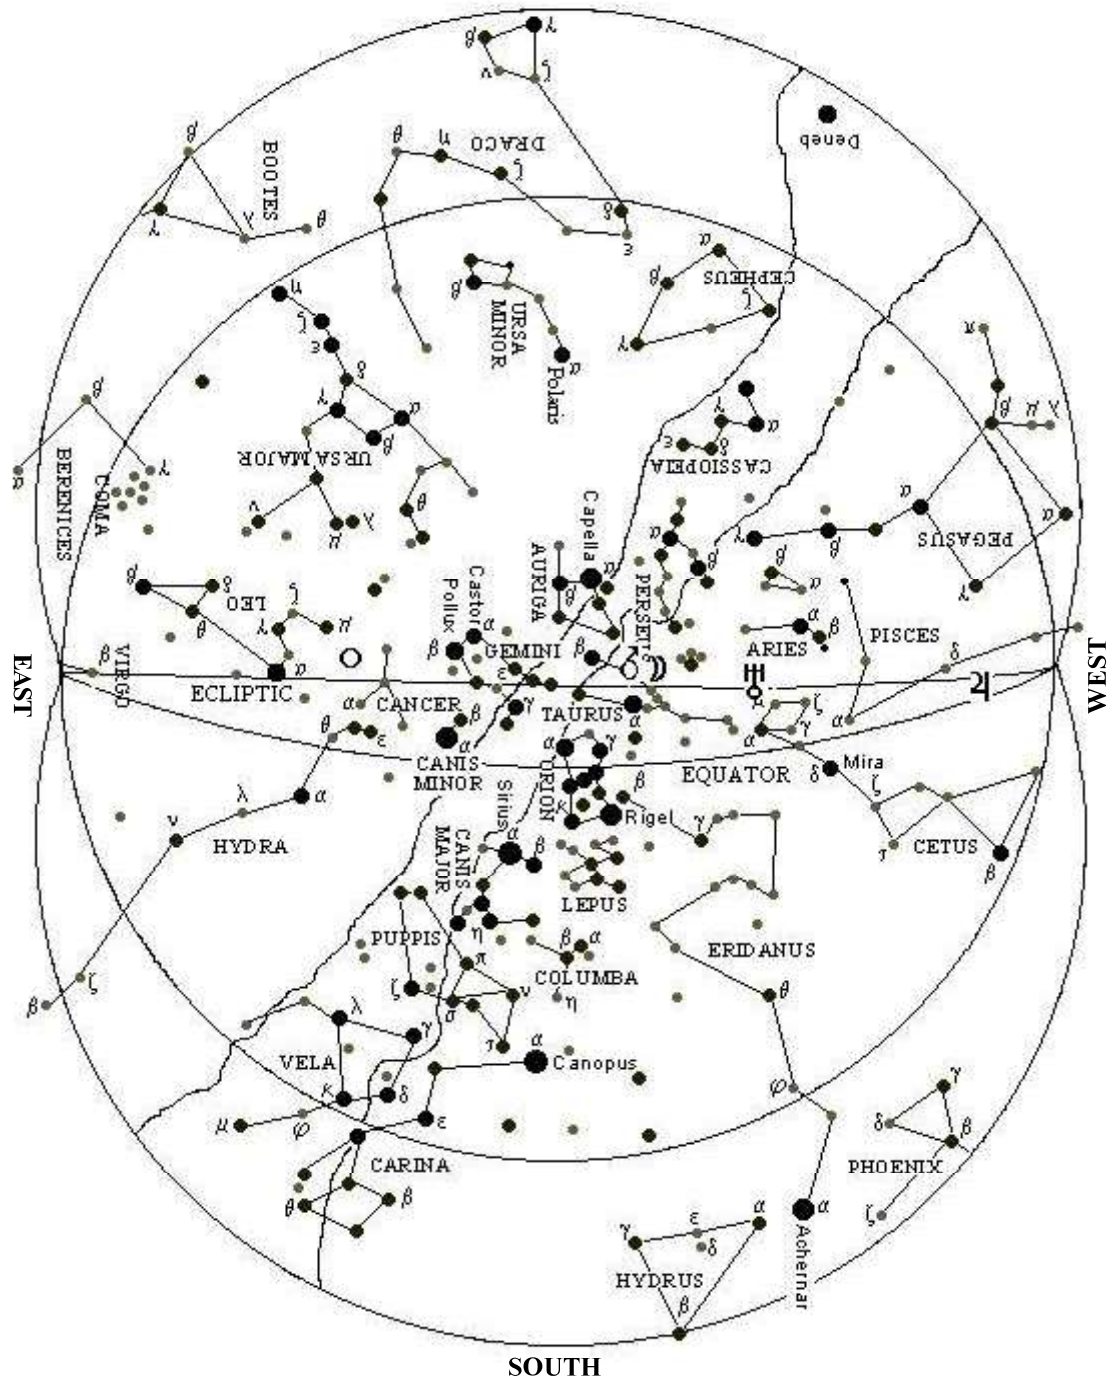 γ
β
ν
ζ
Deneb
θ
η
DRACO
ζ
β
BOOTES
γ
λ
θ
δ
ε
α
CEPHEUS
β
ζ
γ
β
URSA
MINOR
α
Polaris
η
ζ
ε
δ
γ
α
β
URSA MAJOR
θ
ν
μ
λ
π
β
μ
λ
α
α
PEGASUS
γ
β
γ
γ
α
δ
ε
CASSIOPEIA
β
γ
α
COMA
BERENICES
Capella
α
β
AURIGA
α
β
PERSEUS
β
α
α
β
ARIES
PISCES
δ
α
β
δ
LEO
θ
ζ
γ
μ
α
Castor
α
Pollux
β
GEMINI
ε
γ
β
EAST
β
VIRGO
ECLIPTIC
WEST
α
CANCER
θ
ε
β
α
CANIS
MINOR
TAURUS
α
μ
ζ
γ
α
δ
Mira
ζ
τ
CETUS
β
EQUATOR
α
γ
ORION
κ
β
Rigel
γ
λ
α
ν
HYDRA
Sirius
α
β
CANIS
MAJOR
η
LEPUS
PUPPIS
π
ζ
σ
ν
τ
β
α
COLUMBA
η
ERIDANUS
θ
φ
ζ
β
λ
γ
VELA
κ
δ
μ
φ
ε
α
Canopus
CARINA
θ
β
γ
δ
β
PHOENIX
ζ
α
Achernar
γ
ε
δ
α
HYDRUS
β
SOUTH